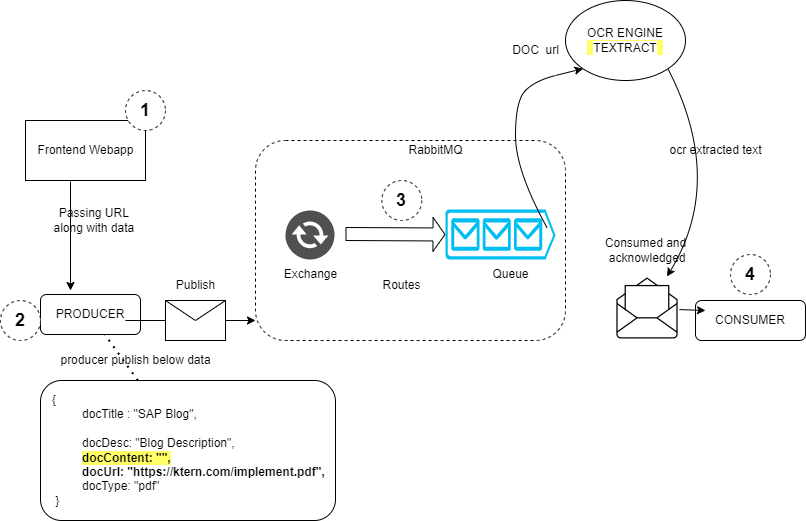 OCR ENGINE
TEXTRACT
DOC url
1
Frontend Webapp
RabbitMQ
ocr extracted text
3
Passing URL
along with data
Exchange
Routes
Queue
Consumed and
acknowledged
4
Publish
2
PRODUCER
CONSUMER
producer publish below data
{
docTitle : "SAP Blog",
docDesc: "Blog Description",
docContent: "",
docUrl: "https://ktern.com/implement.pdf",
docType: "pdf"
}